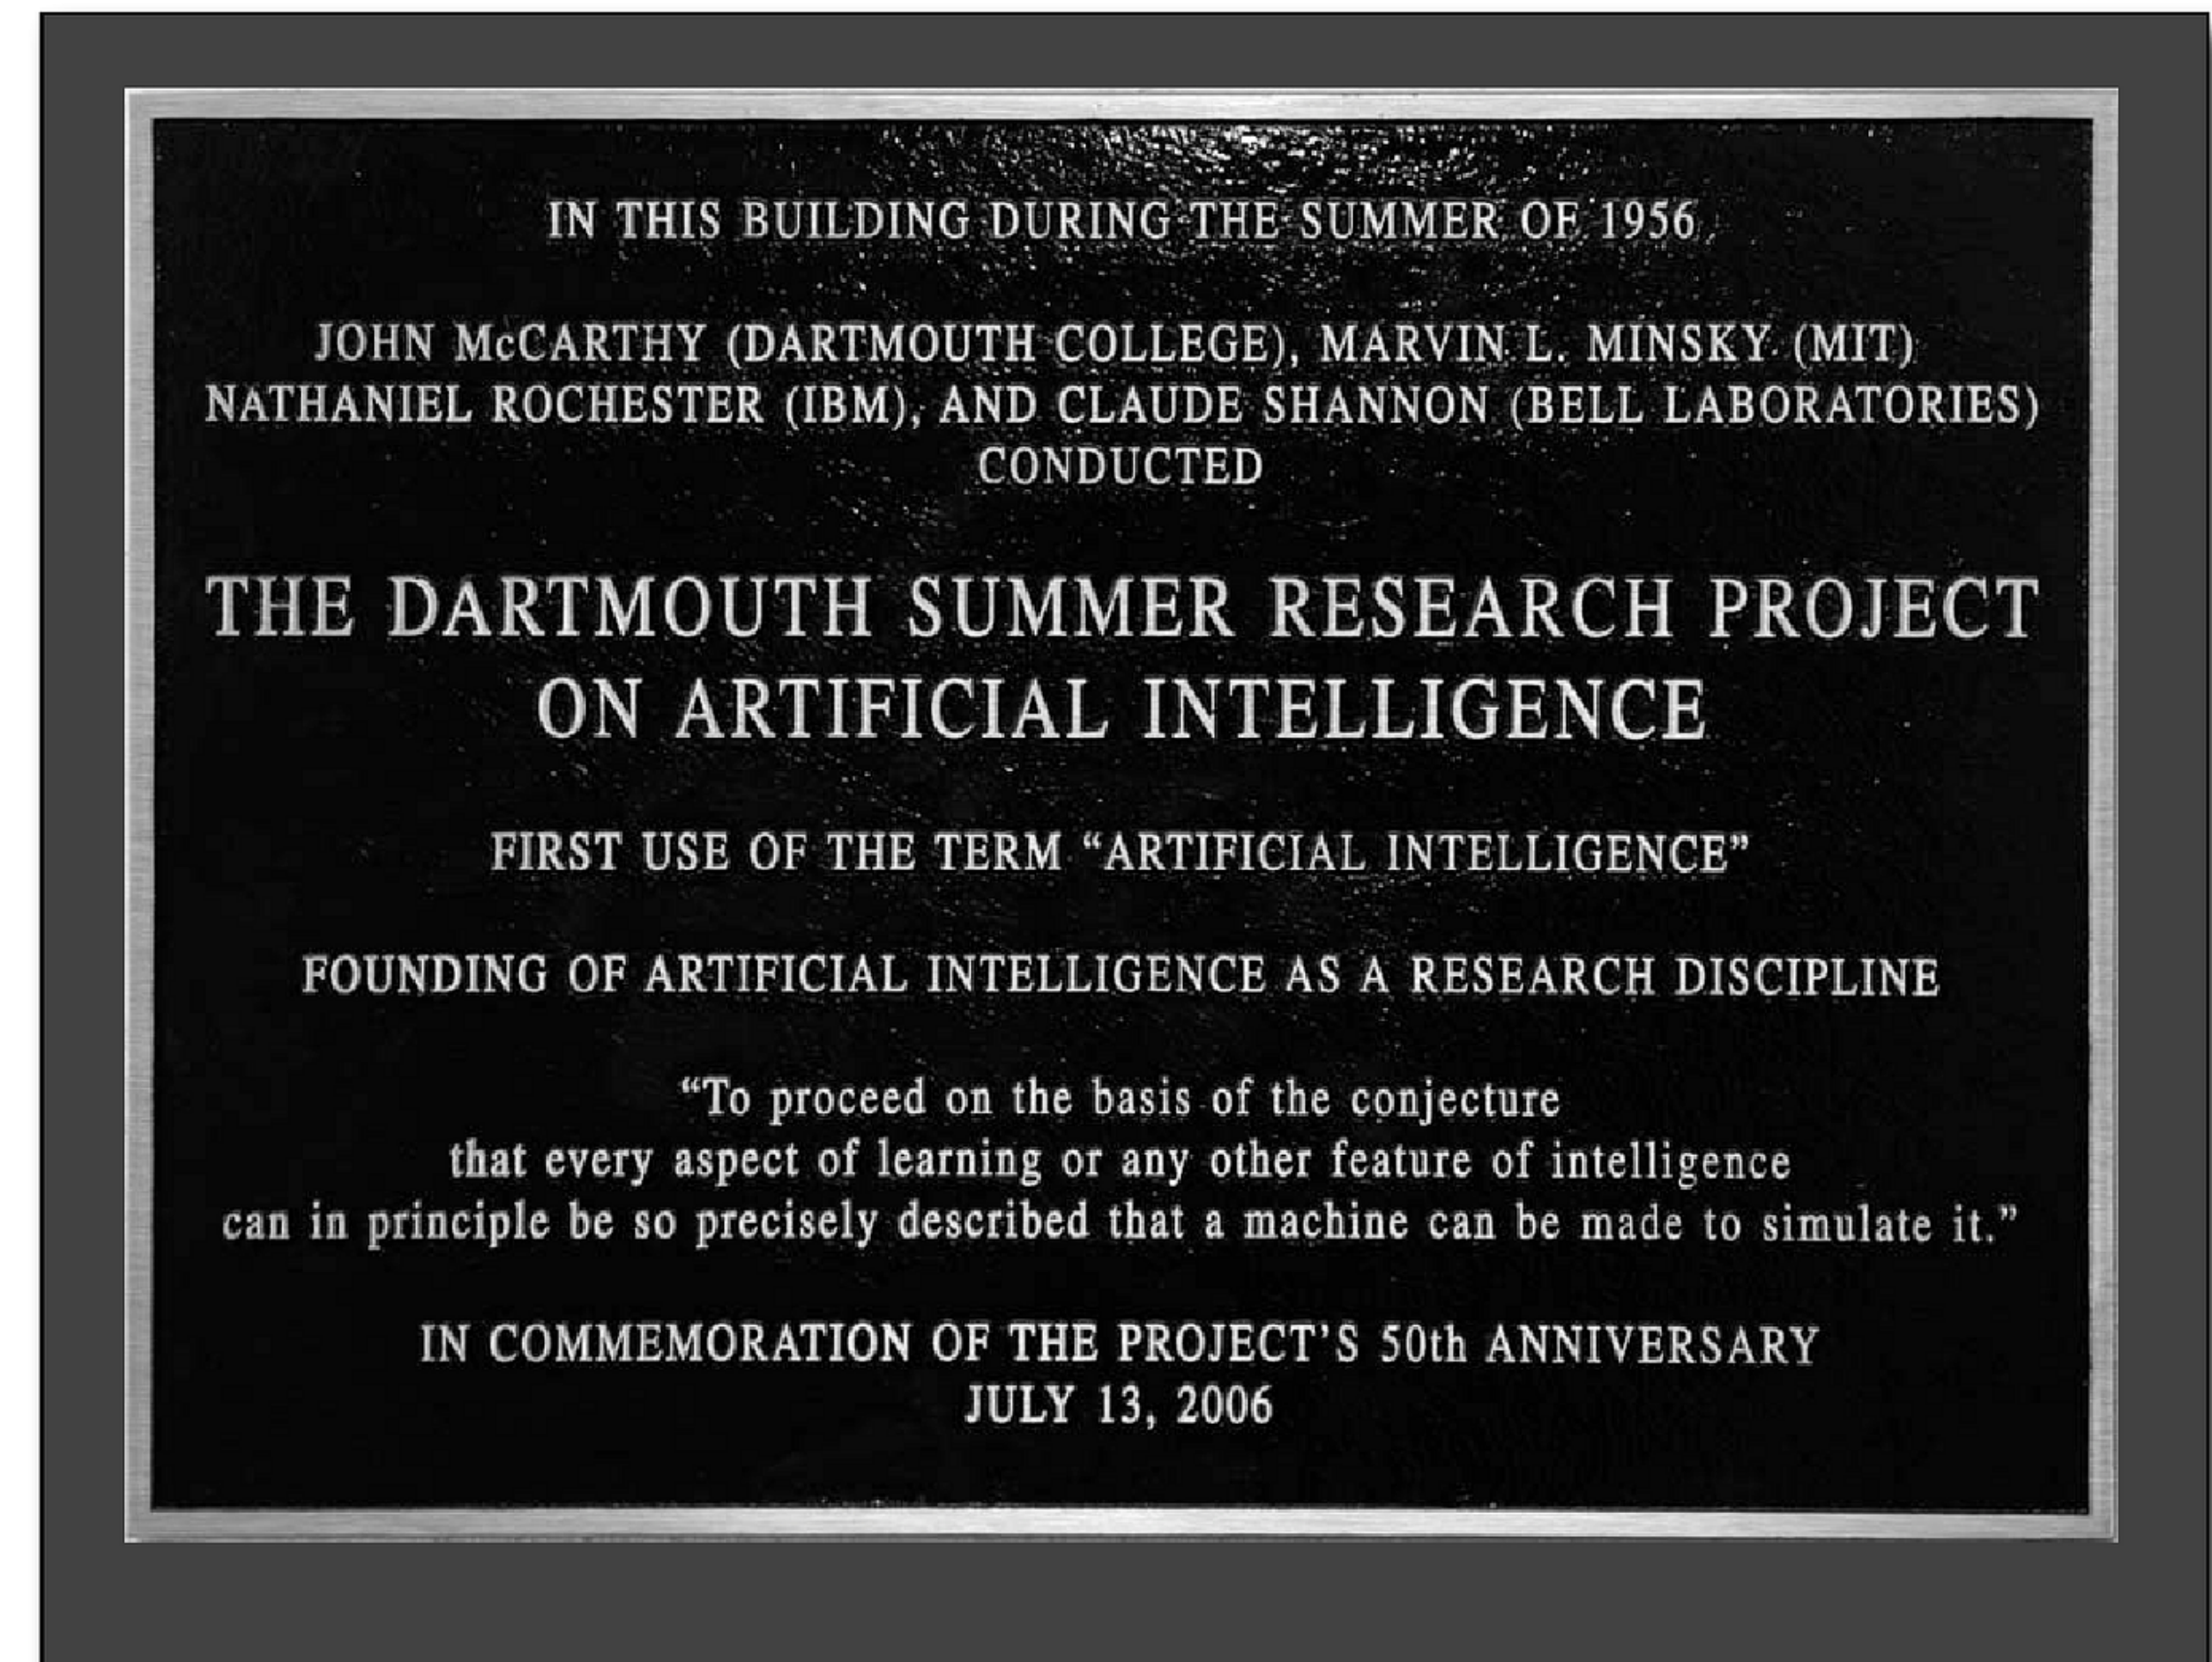 IN THIS BUILDING DURING THE SUMMER OF 1956
JOHN McCARTHY (DARTMOUTH COLLEGE), MARVIN L. MINSKY (MIT)
NATHANIEL ROCHESTER (IBM), AND CLAUDE SHANNON (BELL LABORATORIES)
CONDUCTED
THE DARTMOUTH SUMMER RESEARCH PROJECT
ON ARTIFICIAL INTELLIGENCE
FIRST USE OF THE TERM “ARTIFICIAL INTELLIGENCE”
FOUNDING OF ARTIFICIAL INTELLIGENCE AS A RESEARCH DISCIPLINE
“To proceed on the basis of the conjecture
that every aspect of learning or any other feature of intelligence
can in principle be so precisely described that a machine can be made to simulate it.”
IN COMMEMORATION OF THE PROJECT'S 50th ANNIVERSARY
JULY 13, 2006